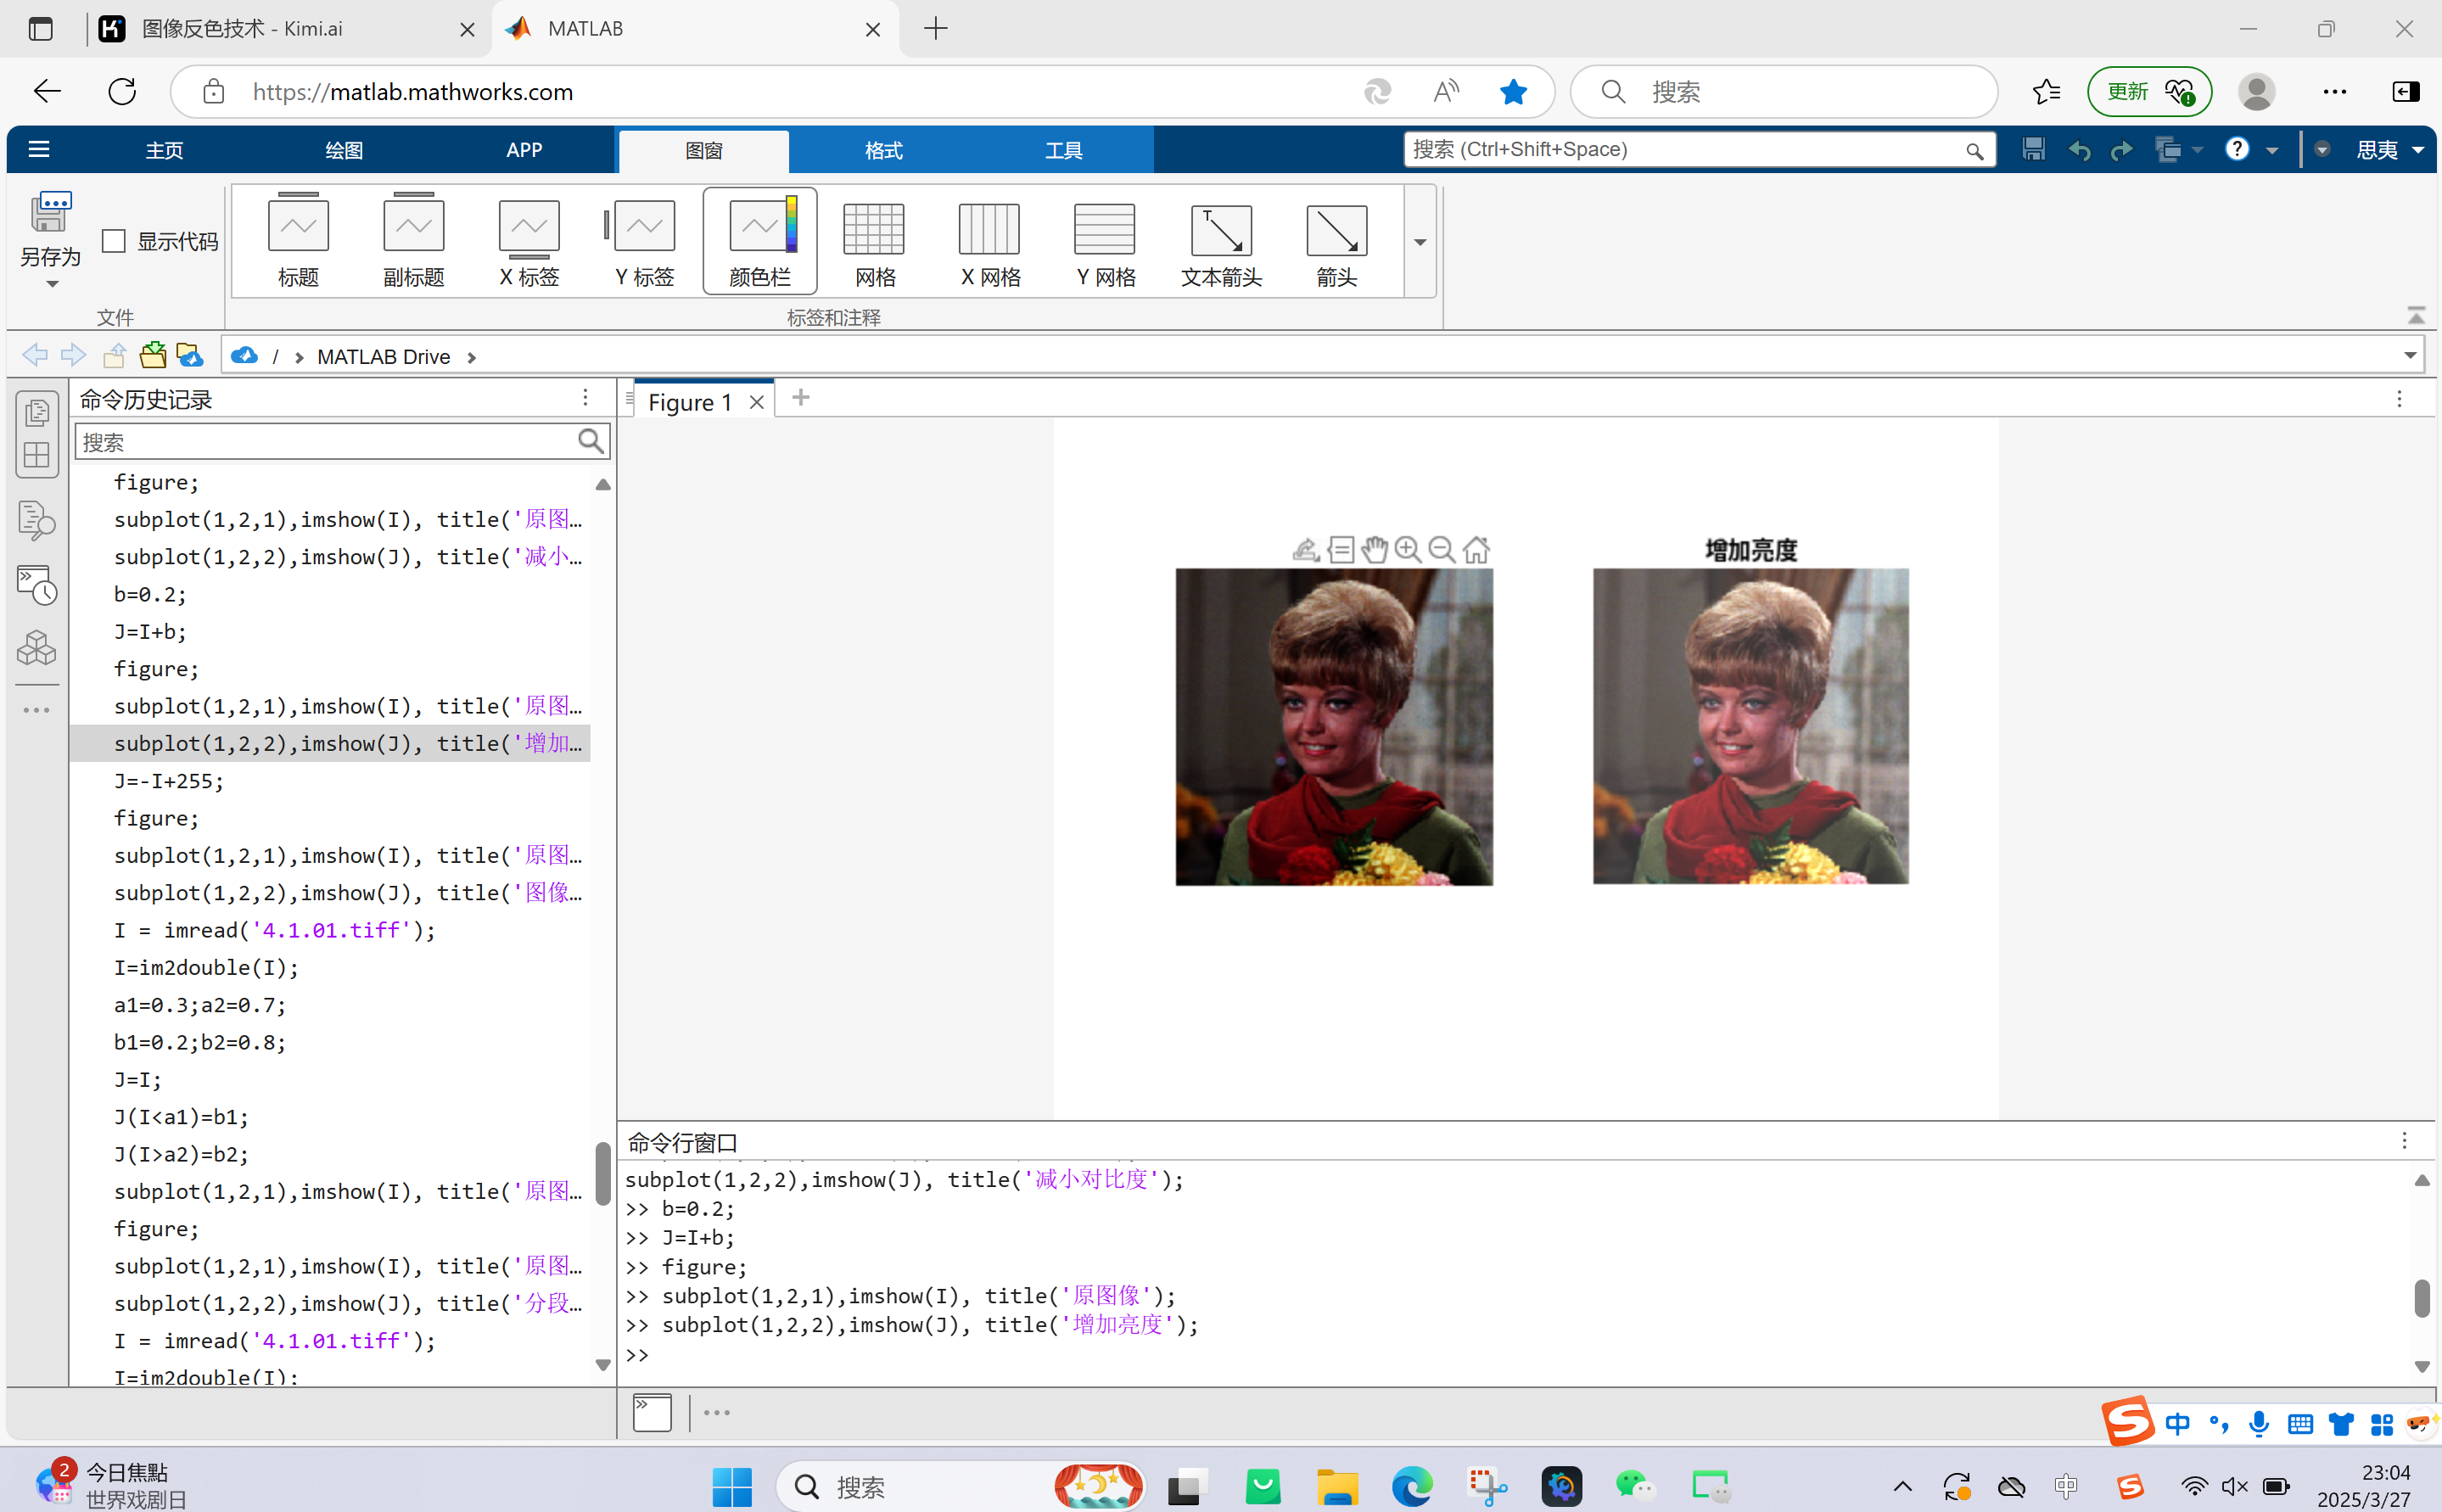 图像反色技术 - Kimi.ai
MATLAB
https://matlab.mathworks.com
搜索
更新
主页
绘图
APP
图窗
格式
工具
搜索 (Ctrl+Shift+Space)
思夷
另存为
显示代码
标题
副标题
X 标签
Y 标签
颜色栏
网格
X 网格
Y 网格
文本箭头
箭头
文件
标签和注释
/
MATLAB Drive
命令历史记录
搜索
figure;
subplot(1,2,1),imshow(I), title('原图...
subplot(1,2,2),imshow(J), title('减小...
b=0.2;
J=I+b;
figure;
subplot(1,2,1),imshow(I), title('原图...
subplot(1,2,2),imshow(J), title('增加...
J=-I+255;
figure;
subplot(1,2,1),imshow(I), title('原图...
subplot(1,2,2),imshow(J), title('图像...
I = imread('4.1.01.tiff');
I=im2double(I);
a1=0.3;a2=0.7;
b1=0.2;b2=0.8;
J=I;
J(I<a1)=b1;
J(I>a2)=b2;
subplot(1,2,1),imshow(I), title('原图...
figure;
subplot(1,2,1),imshow(I), title('原图...
subplot(1,2,2),imshow(J), title('分段...
I = imread('4.1.01.tiff');
I=im2double(I);
Figure 1
增加亮度
命令行窗口
subplot(1,2,2),imshow(J), title('减小对比度');
>> b=0.2;
>> J=I+b;
>> figure;
>> subplot(1,2,1),imshow(I), title('原图像');
>> subplot(1,2,2),imshow(J), title('增加亮度');
>>
中
2
今日焦點
世界戏剧日
搜索
中
23:04
2025/3/27